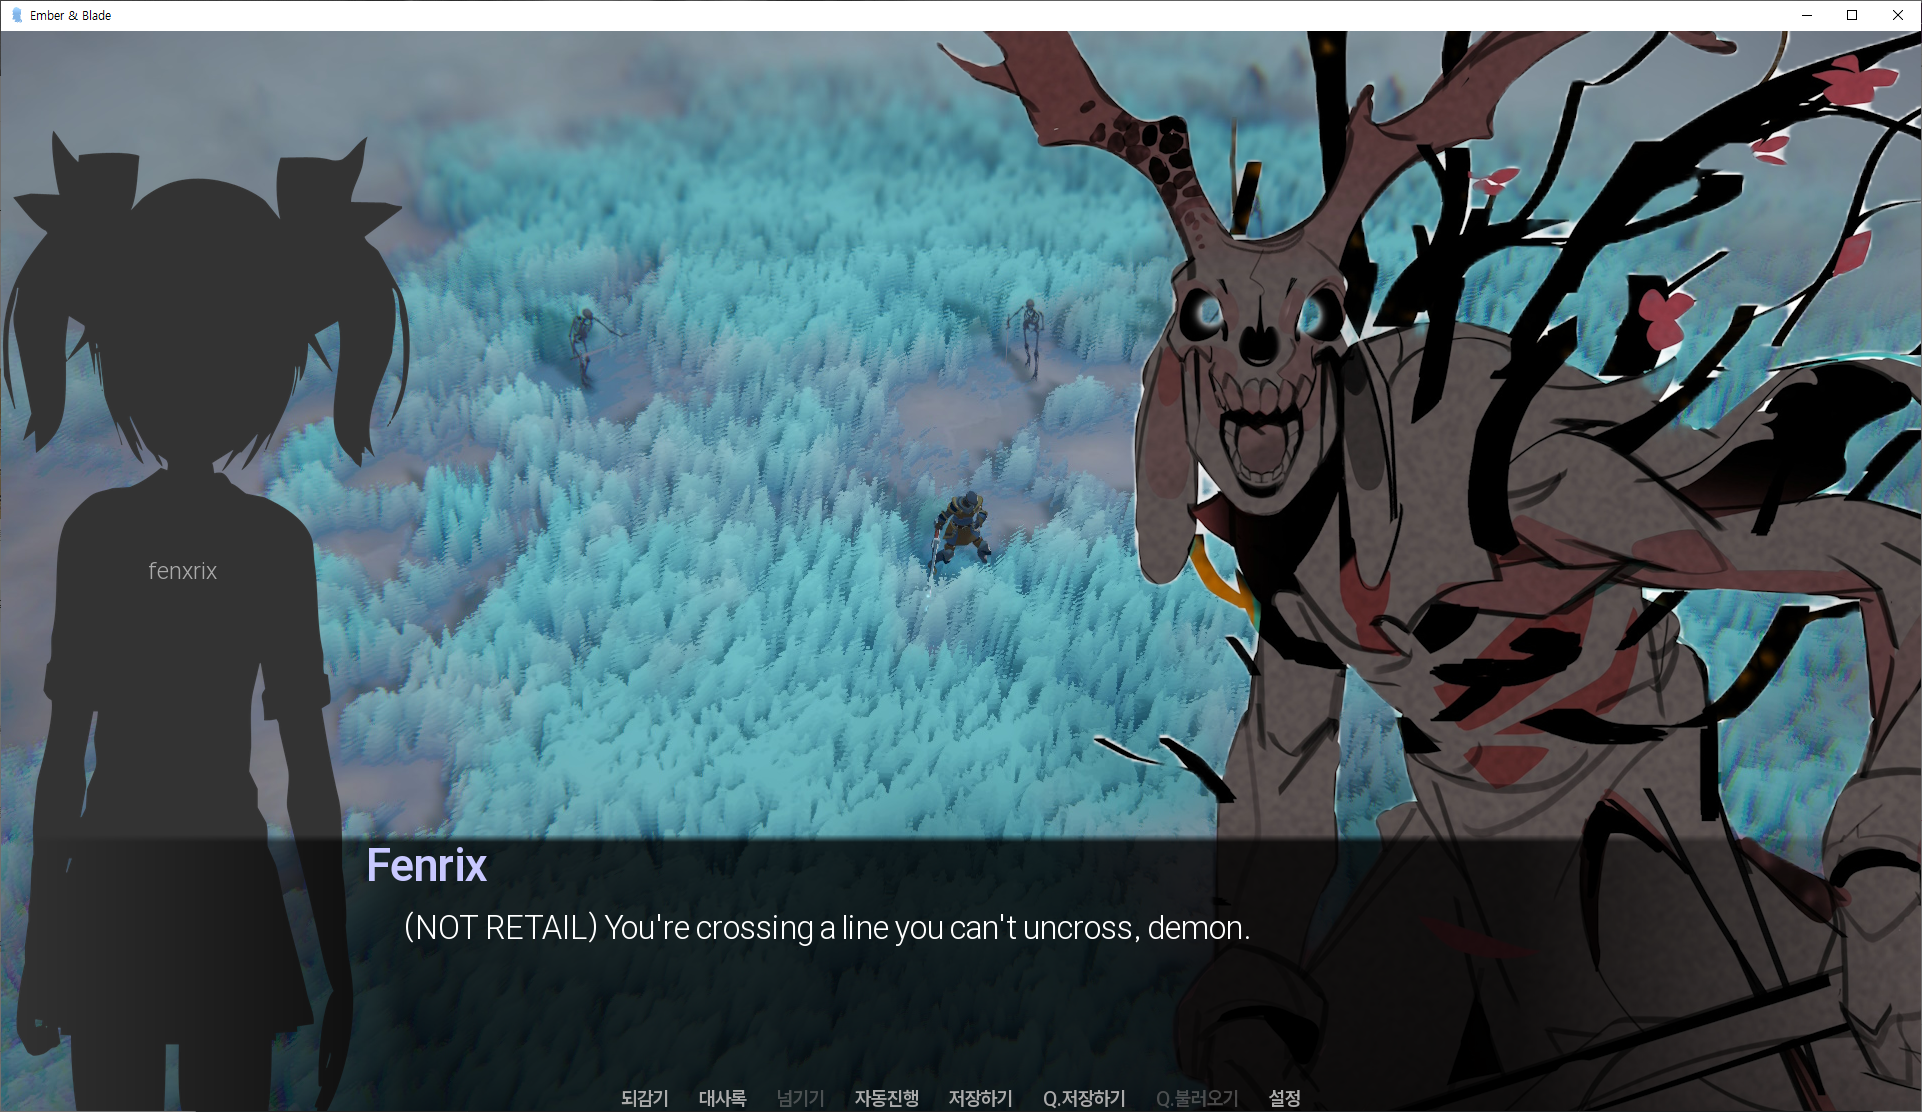 Ember & Blade
fenxrix
Fenrix
(NOT RETAIL) You're crossing a line you can't uncross, demon.
되감기 대사록 넘기기 자동진행 저장하기 Q.저장하기 Q.불러오기 설정